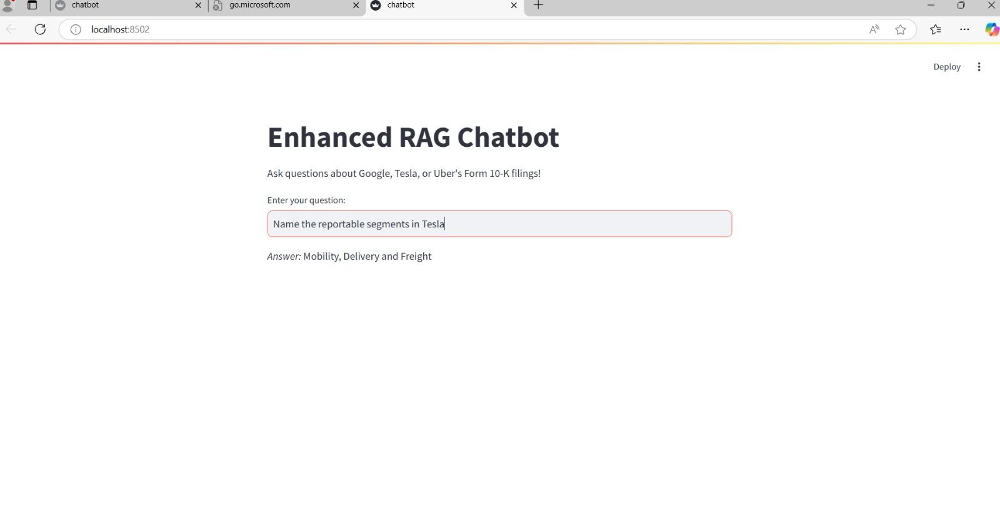 chatbot
go.microsoft.com
chatbot
localhost:8502
Deploy
Enhanced RAG Chatbot
Ask questions about Google, Tesla, or Uber's Form 10-K filings!
Enter your question:
Name the reportable segments in Tesla
Answer: Mobility, Delivery and Freight